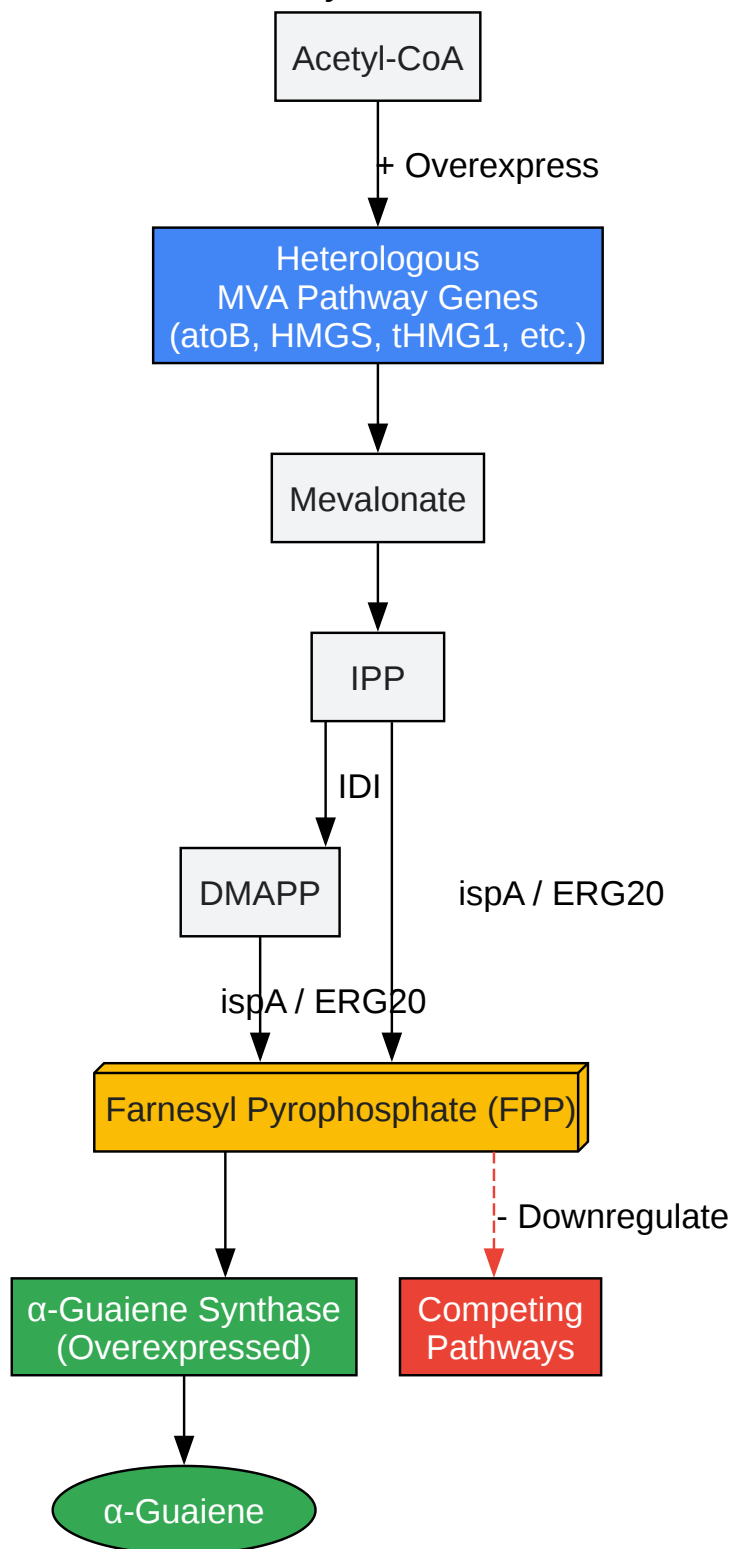 Acetyl-CoA
+ Overexpress
Heterologous
MVA Pathway Genes
(atoB, HMGS, tHMG1, etc.)
Mevalonate
IPP
IDI
DMAPP
ispA / ERG20
ispA / ERG20
Farnesyl Pyrophosphate (FPP)
- Downregulate
α-Guaiene Synthase
(Overexpressed)
Competing
Pathways
α-Guaiene